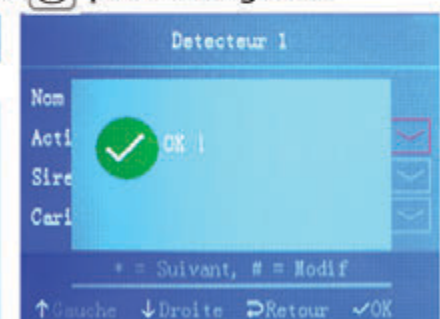 Detecteur 1
Nom
Acti
OK !
Sire
Cari
* = Suivant, # = Modif
↑Gauche ↓Droite ⮌Retour ✓OK